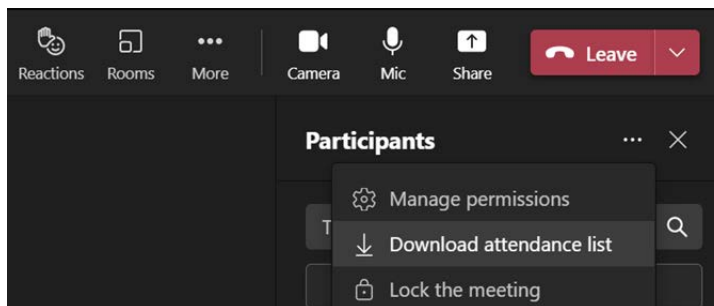 Reactions Rooms More Camera Mic Share Leave
Participants
Manage permissions
T
Download attendance list
Lock the meeting